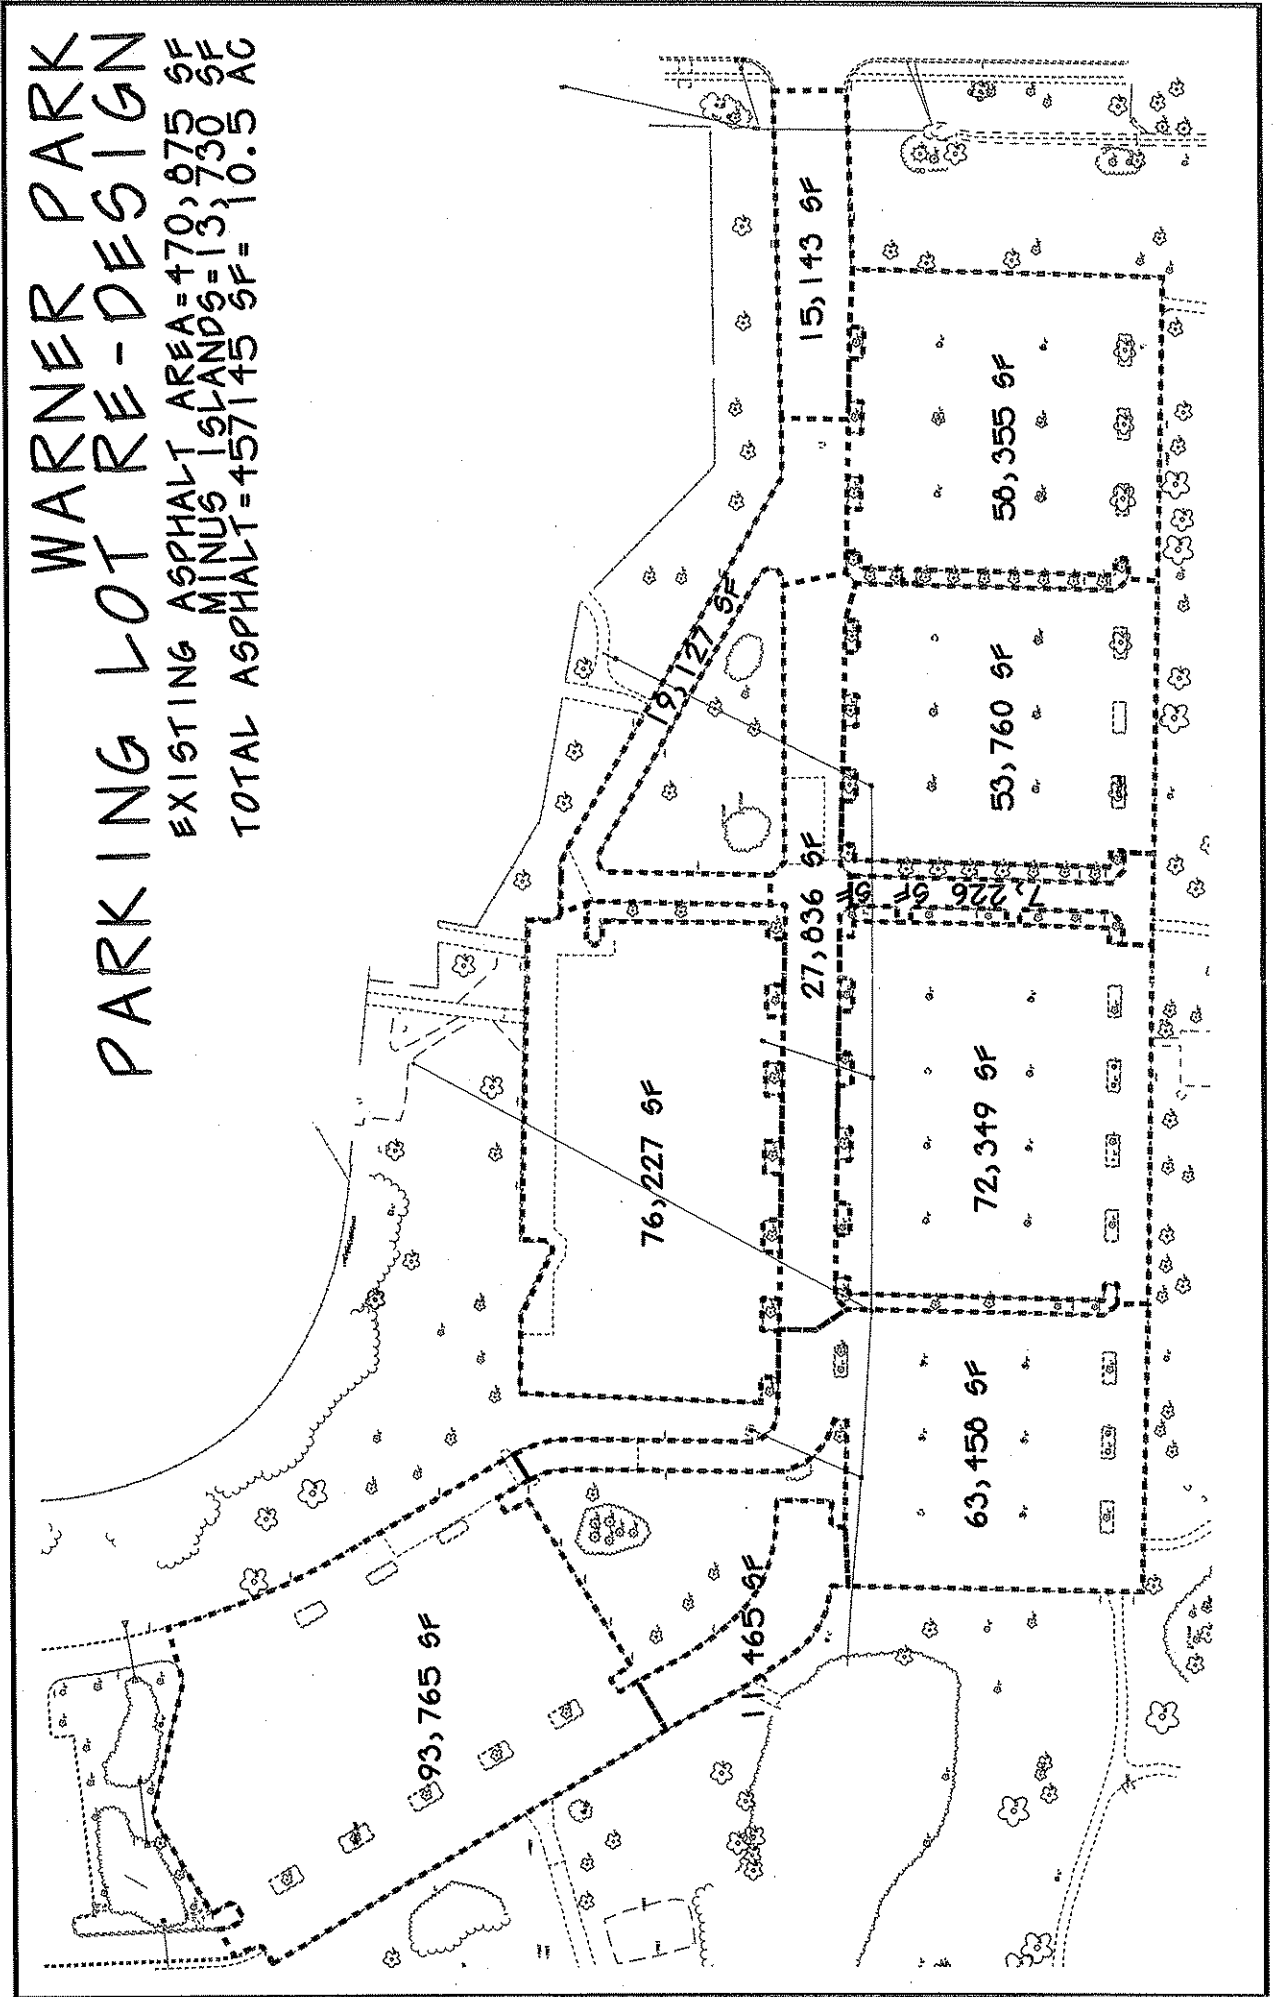 WARNER PARK
PARKING LOT RE-DESIGN
EXISTING ASPHALT AREA=470,875 SF
MINUS ISLANDS=13,730 SF
TOTAL ASPHALT=457145 SF= 10.5 AC
15,143 SF
19,127 SF
58,355 SF
53,760 SF
27,836 SF
7,226 SF SF
76,227 SF
72,349 SF
63,458 SF
11,465 SF
93,765 SF